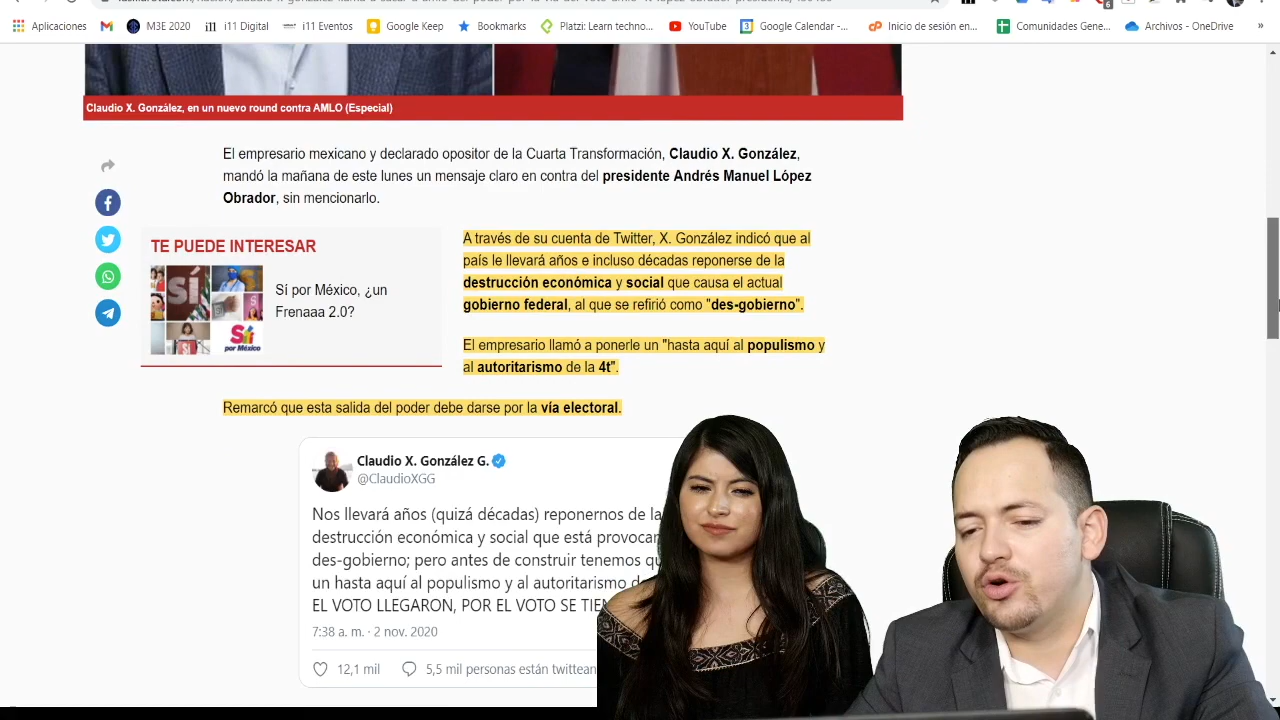 Aplicaciones M3E 2020 i11 Digital i11 Eventos Google Keep Bookmarks Platzi: Learn techno... YouTube Google Calendar -... Inicio de sesión en... Comunidades Gene... Archivos - OneDrive »
Claudio X. González, en un nuevo round contra AMLO (Especial)
El empresario mexicano y declarado opositor de la Cuarta Transformación, Claudio X. González,
mandó la mañana de este lunes un mensaje claro en contra del presidente Andrés Manuel López
Obrador, sin mencionarlo.
TE PUEDE INTERESAR
SÍ
Sí
por México
Sí por México, ¿un
Frenaaa 2.0?
A través de su cuenta de Twitter, X. González indicó que al
país le llevará años e incluso décadas reponerse de la
destrucción económica y social que causa el actual
gobierno federal, al que se refirió como "des-gobierno".
El empresario llamó a ponerle un "hasta aquí al populismo y
al autoritarismo de la 4t".
Remarcó que esta salida del poder debe darse por la vía electoral.
Claudio X. González G.
@ClaudioXGG
Nos llevará años (quizá décadas) reponernos de la
destrucción económica y social que está provocan
des-gobierno; pero antes de construir tenemos qu
un hasta aquí al populismo y al autoritarismo d
EL VOTO LLEGARON, POR EL VOTO SE TIEN
7:38 a. m. · 2 nov. 2020
12,1 mil 5,5 mil personas están twittean